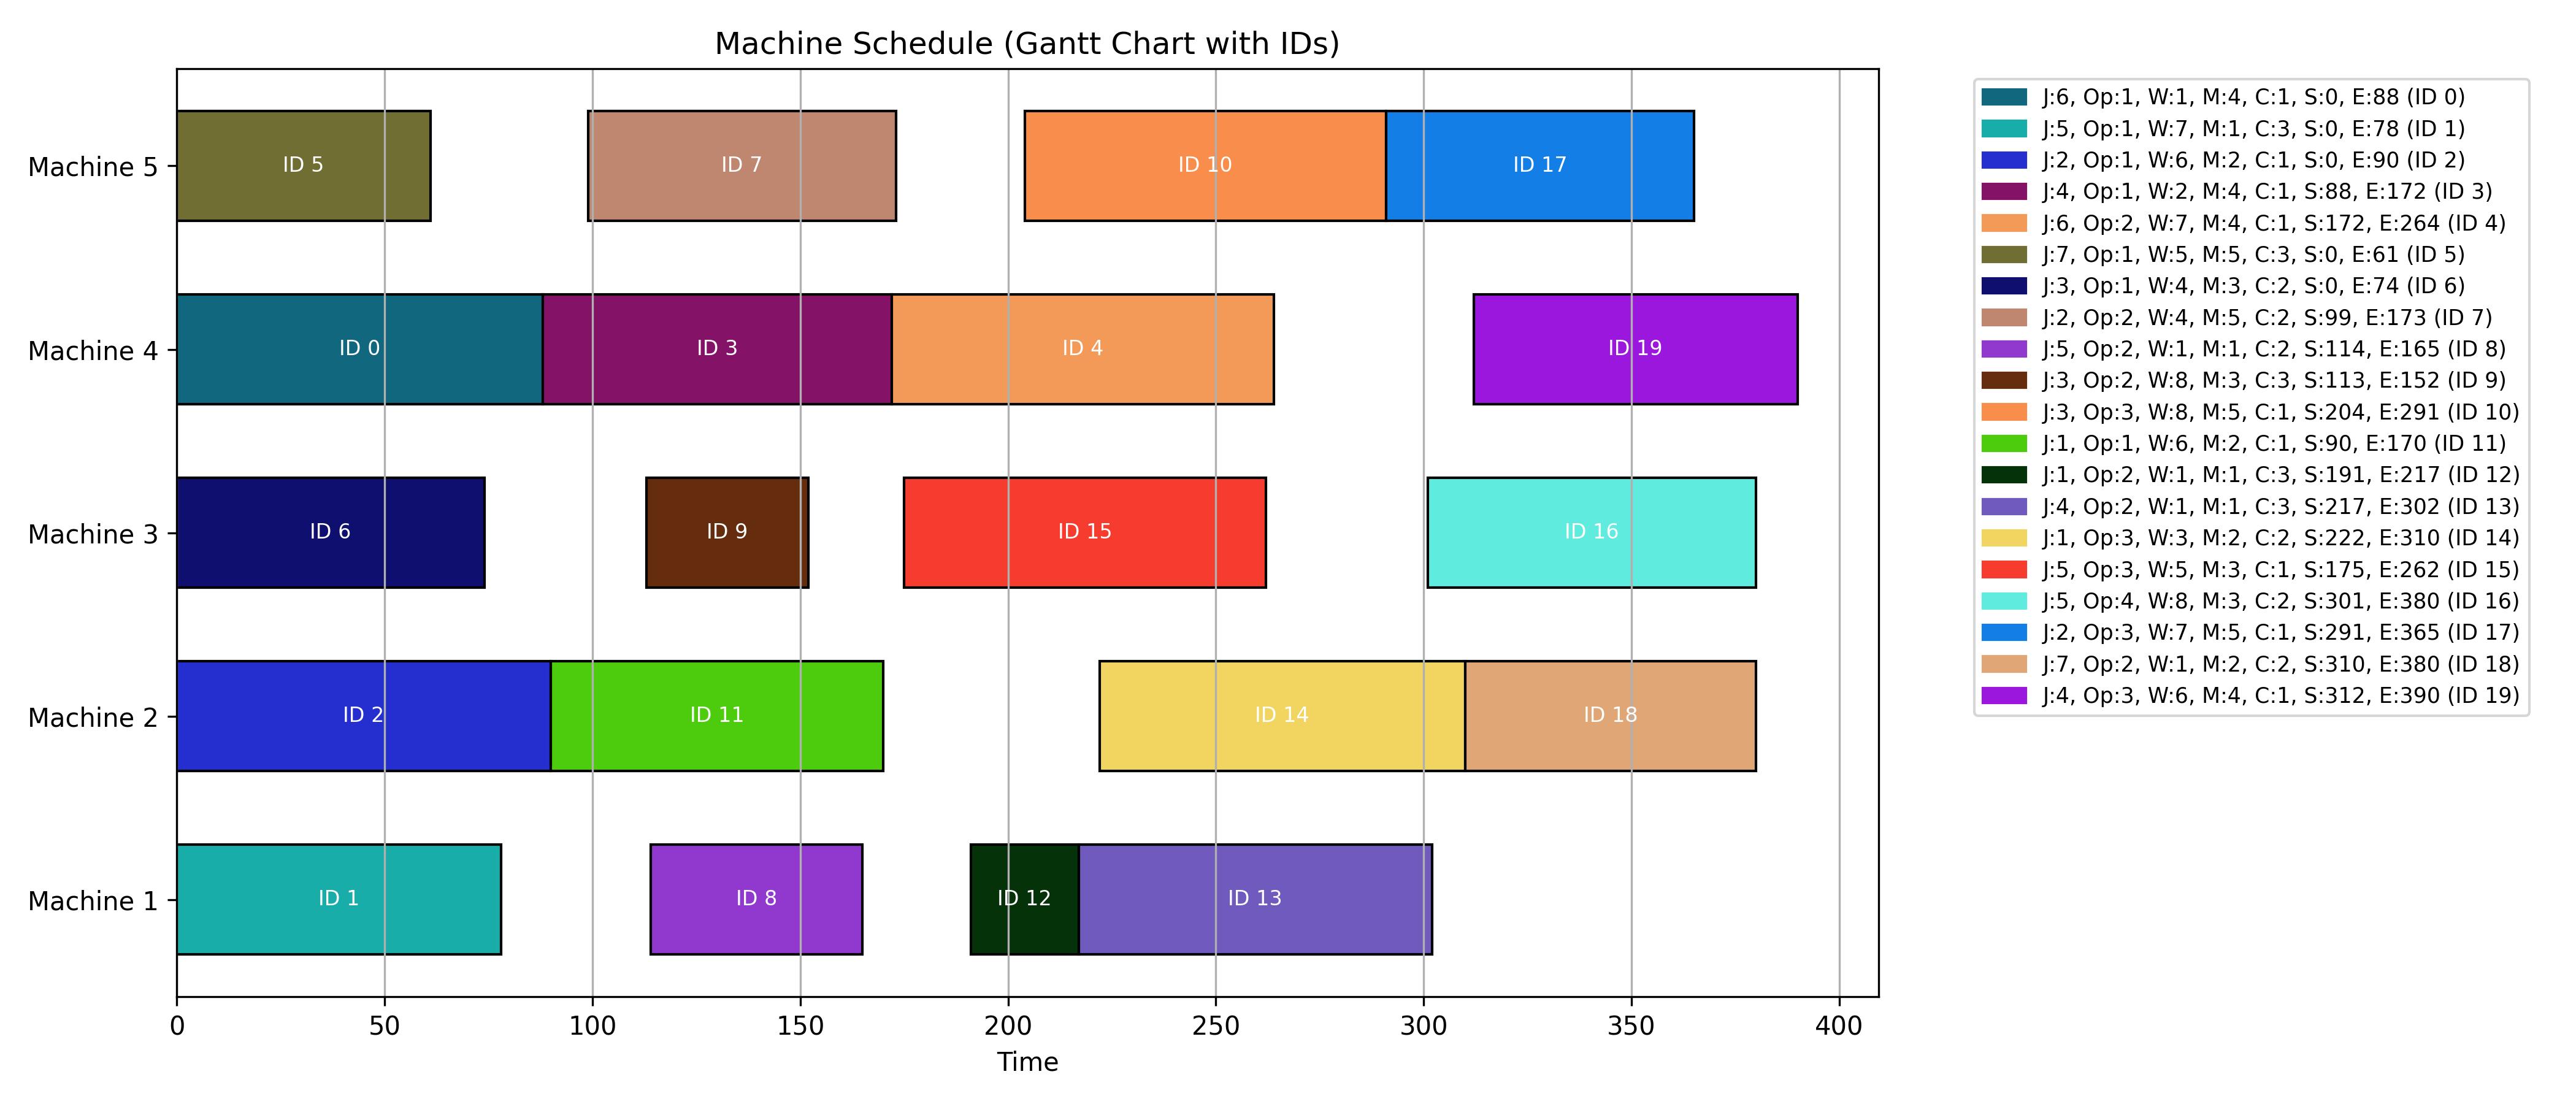 Machine Schedule (Gantt Chart with IDs)
Machine 5
ID 5
ID 7
ID 10
ID 17
Machine 4
ID 0
ID 3
ID 4
ID 19
Machine 3
ID 6
ID 9
ID 15
ID 16
Machine 2
ID 2
ID 11
ID 14
ID 18
Machine 1
ID 1
ID 8
ID 12
ID 13
0 50 100 150 200 250 300 350 400
Time
J:6, Op:1, W:1, M:4, C:1, S:0, E:88 (ID 0)
J:5, Op:1, W:7, M:1, C:3, S:0, E:78 (ID 1)
J:2, Op:1, W:6, M:2, C:1, S:0, E:90 (ID 2)
J:4, Op:1, W:2, M:4, C:1, S:88, E:172 (ID 3)
J:6, Op:2, W:7, M:4, C:1, S:172, E:264 (ID 4)
J:7, Op:1, W:5, M:5, C:3, S:0, E:61 (ID 5)
J:3, Op:1, W:4, M:3, C:2, S:0, E:74 (ID 6)
J:2, Op:2, W:4, M:5, C:2, S:99, E:173 (ID 7)
J:5, Op:2, W:1, M:1, C:2, S:114, E:165 (ID 8)
J:3, Op:2, W:8, M:3, C:3, S:113, E:152 (ID 9)
J:3, Op:3, W:8, M:5, C:1, S:204, E:291 (ID 10)
J:1, Op:1, W:6, M:2, C:1, S:90, E:170 (ID 11)
J:1, Op:2, W:1, M:1, C:3, S:191, E:217 (ID 12)
J:4, Op:2, W:1, M:1, C:3, S:217, E:302 (ID 13)
J:1, Op:3, W:3, M:2, C:2, S:222, E:310 (ID 14)
J:5, Op:3, W:5, M:3, C:1, S:175, E:262 (ID 15)
J:5, Op:4, W:8, M:3, C:2, S:301, E:380 (ID 16)
J:2, Op:3, W:7, M:5, C:1, S:291, E:365 (ID 17)
J:7, Op:2, W:1, M:2, C:2, S:310, E:380 (ID 18)
J:4, Op:3, W:6, M:4, C:1, S:312, E:390 (ID 19)